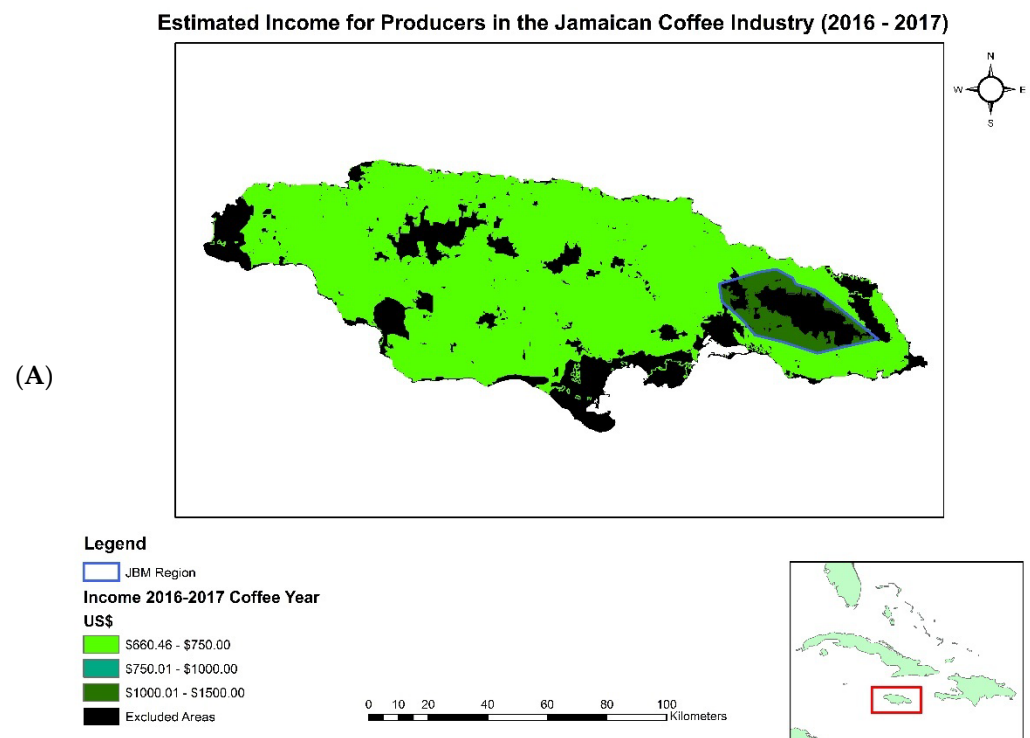 Estimated Income for Producers in the Jamaican Coffee Industry (2016 - 2017)
N
W
E
S
(A)
Legend
JBM Region
Income 2016-2017 Coffee Year
US$
$660.46 - $750.00
$750.01 - $1000.00
$1000.01 - $1500.00
Excluded Areas
0 10 20 40 60 80 100
Kilometers